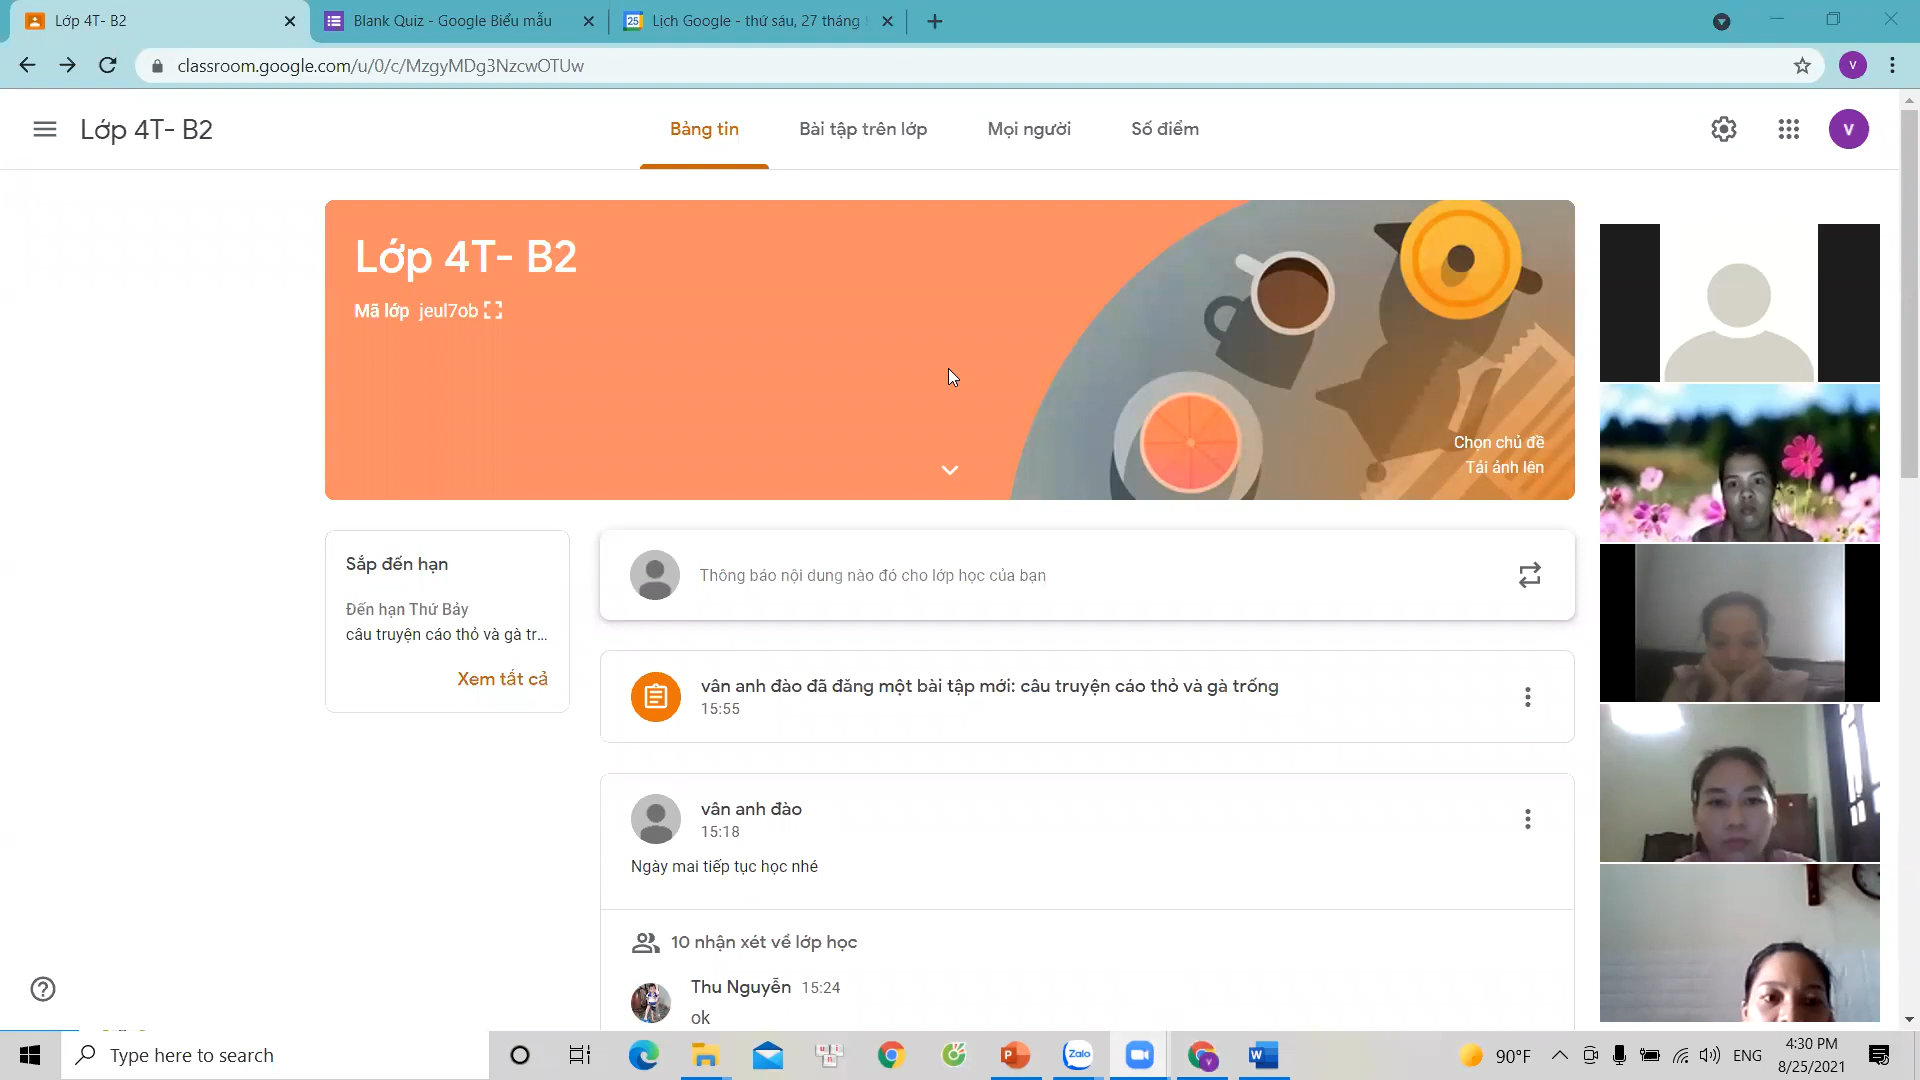 Lớp 4T- B2
Blank Quiz - Google Biểu mẫu
Lịch Google - thứ sáu, 27 tháng
classroom.google.com/u/0/c/MzgyMDg3NzcwOTUw
V
Lớp 4T- B2
Bảng tin
Bài tập trên lớp
Mọi người
Số điểm
V
Lớp 4T- B2
Mã lớp jeul7ob
Chọn chủ đề
Tải ảnh lên
Sắp đến hạn
Đến hạn Thứ Bảy
câu truyện cáo thỏ và gà tr...
Xem tất cả
Thông báo nội dung nào đó cho lớp học của bạn
vân anh đào đã đăng một bài tập mới: câu truyện cáo thỏ và gà trống
15:55
vân anh đào
15:18
Ngày mai tiếp tục học nhé
10 nhận xét về lớp học
Thu Nguyễn 15:24
ok
Type here to search
Zalo
90°F
ENG
4:30 PM
8/25/2021